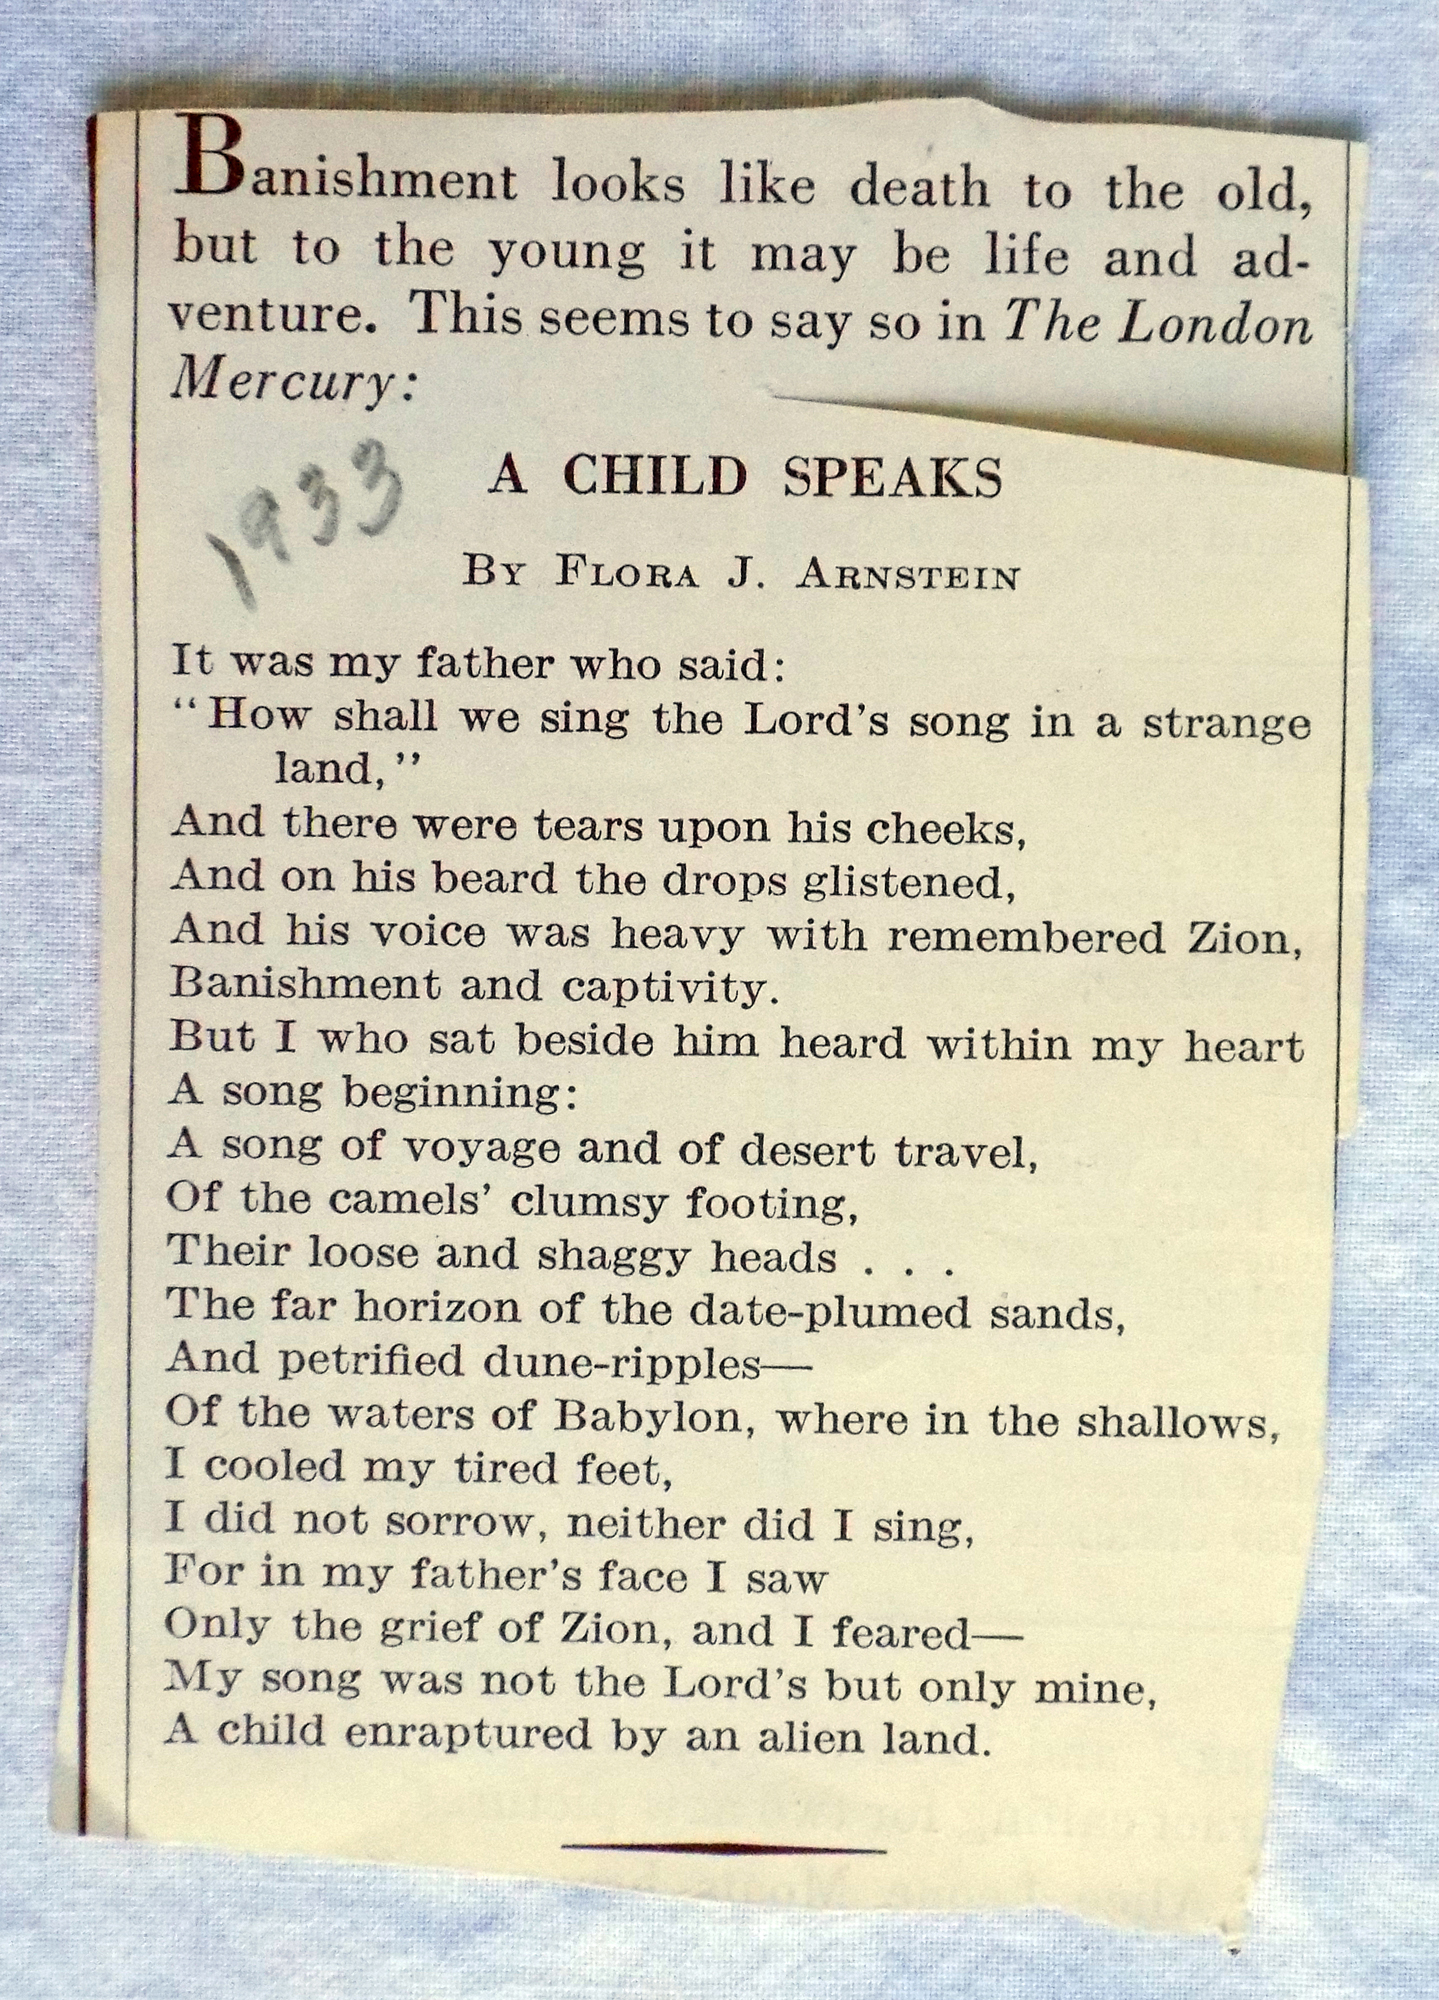 Banishment looks like death to the old,
but to the young it may be life and ad-
venture. This seems to say so in The London
Mercury:
1933
A CHILD SPEAKS
By Flora J. Arnstein
It was my father who said:
“How shall we sing the Lord’s song in a strange
land,”
And there were tears upon his cheeks,
And on his beard the drops glistened,
And his voice was heavy with remembered Zion,
Banishment and captivity.
But I who sat beside him heard within my heart
A song beginning:
A song of voyage and of desert travel,
Of the camels’ clumsy footing,
Their loose and shaggy heads . . .
The far horizon of the date-plumed sands,
And petrified dune-ripples—
Of the waters of Babylon, where in the shallows,
I cooled my tired feet,
I did not sorrow, neither did I sing,
For in my father’s face I saw
Only the grief of Zion, and I feared—
My song was not the Lord’s but only mine,
A child enraptured by an alien land.